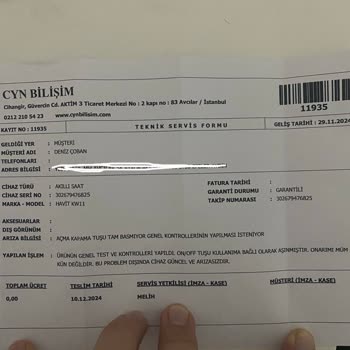 CYN BİLİŞİM
Cihangir, Güvercin Cd. AKTİM 3 Ticaret Merkezi No : 2 kapı no : 83 Avcılar / İstanbul
0212 210 54 23 www.cynbilisim.com
11935
KAYIT NO : 11935 TEKNİK SERVİS FORMU GELİŞ TARİHİ : 29.11.2024
GELDİĞİ YER : MÜŞTERİ
MÜŞTERİ ADI : DENİZ ÇOBAN
TELEFONLARI :
ADRES BİLGİSİ :
CİHAZ TÜRÜ : AKILLI SAAT FATURA TARİHİ :
CİHAZ SERİ NO : 302679476825 GARANTİ DURUMU : GARANTİLİ
MARKA - MODEL : HAVIT KW11 TAKİP NUMARASI : 302679476825
AKSESUARLAR :
DIŞ GÖRÜNÜM :
ARIZA BİLGİSİ : AÇMA KAHAMA TUŞU TAM BASMIYOR GENEL KONTROLLERİNİN YAPILMASI İSTENİYOR
YAPILAN İŞLEM : ÜRÜNÜN GENEL TEST VE KONTROLLERİ YAPILDI. ON/OFF TUŞU KULLANIMA BAĞLI OLARAK AŞINMIŞTIR. ONARIMI MÜM
KÜN DEĞİLDİR. BU PROBLEM DIŞINDA CİHAZ GÜNCEL VE ARIZASIZDIR.
TOPLAM ÜCRET TESLİM TARİHİ SERVİS YETKİLİSİ (İMZA - KAŞE) MÜŞTERİ (İMZA - KAŞE)
0,00 10.12.2024 MELİH